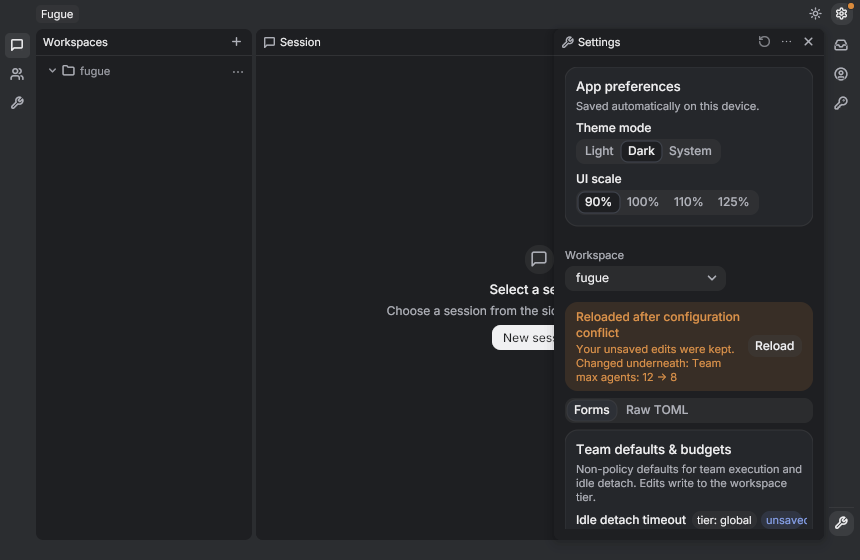 Fugue
Workspaces
fugue
Session
Select a se
Choose a session from the sid
New sess
Settings
App preferences
Saved automatically on this device.
Theme mode
Light Dark System
UI scale
90% 100% 110% 125%
Workspace
fugue
Reloaded after configuration
conflict
Your unsaved edits were kept.
Changed underneath: Team
max agents: 12 → 8
Reload
Forms Raw TOML
Team defaults & budgets
Non-policy defaults for team execution and
idle detach. Edits write to the workspace
tier.
Idle detach timeout tier: global unsaved